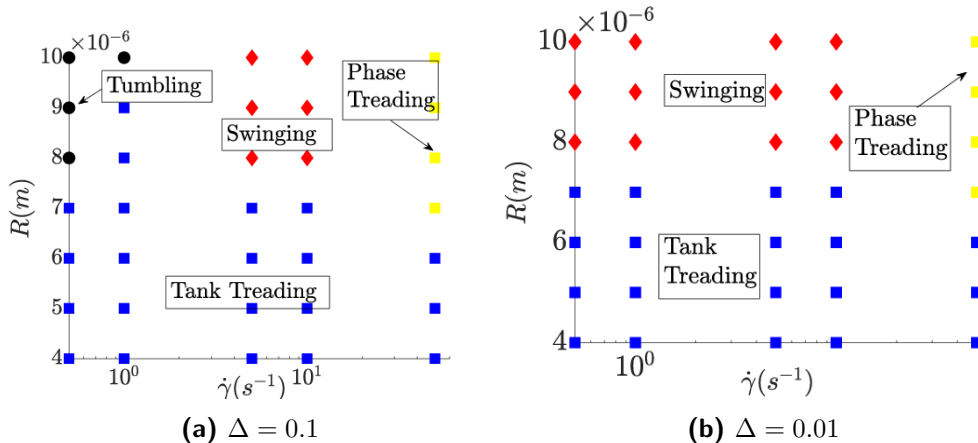 ×10⁻⁶
10
9
8
7
6
5
4
R(m)
Tumbling
Phase
Treading
Swinging
Tank Treading
10⁰
10¹
γ̇(s⁻¹)
(a) Δ = 0.1
×10⁻⁶
10
8
6
4
R(m)
Swinging
Phase
Treading
Tank
Treading
10⁰
γ̇(s⁻¹)
(b) Δ = 0.01